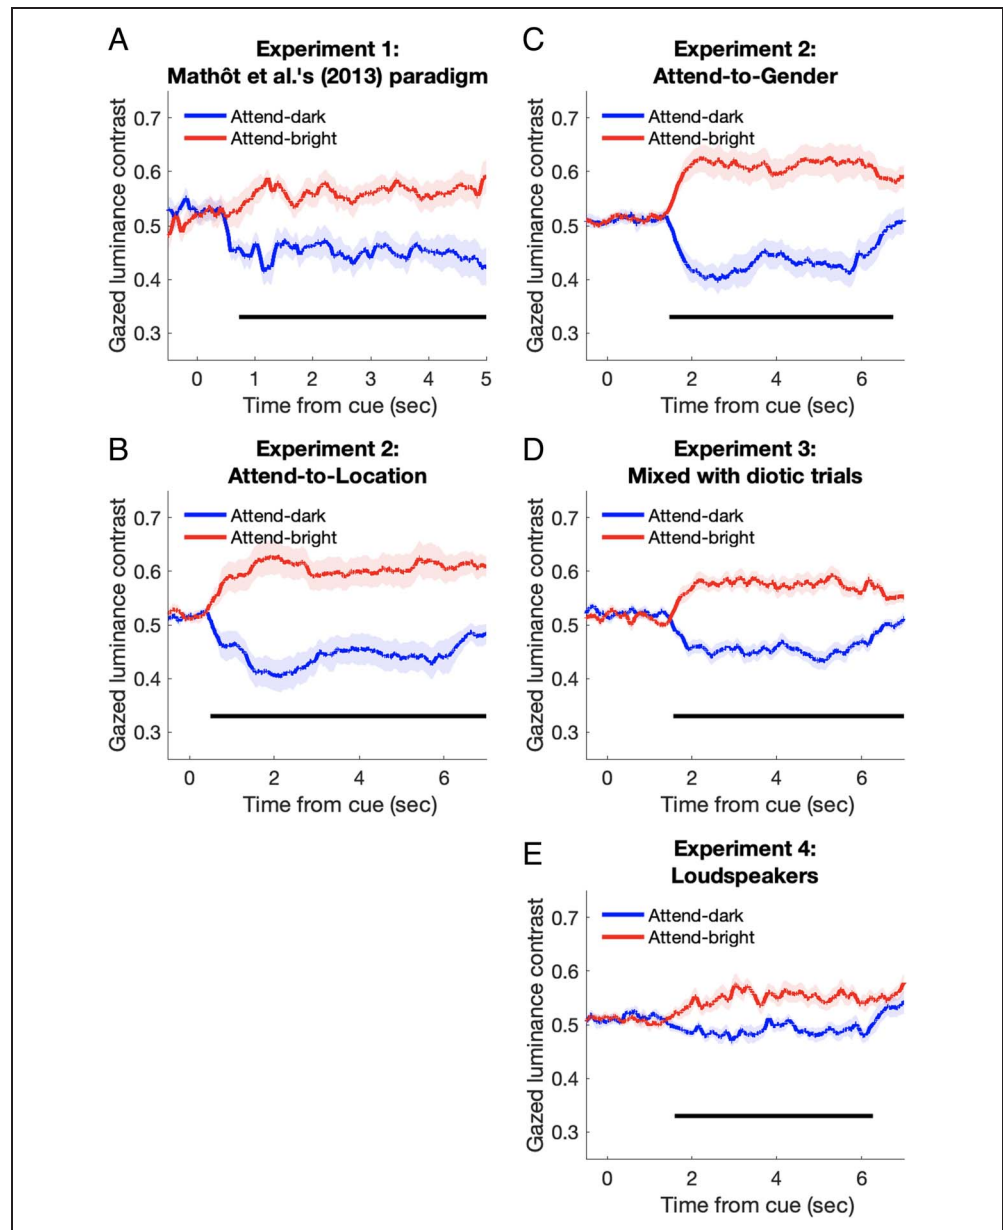 A
Experiment 1:
Mathôt et al.'s (2013) paradigm
Attend-dark
Attend-bright
Gazed luminance contrast
0.7
0.6
0.5
0.4
0.3
0 1 2 3 4 5
Time from cue (sec)
B
Experiment 2:
Attend-to-Location
Attend-dark
Attend-bright
Gazed luminance contrast
0.7
0.6
0.5
0.4
0.3
0 2 4 6
Time from cue (sec)
C
Experiment 2:
Attend-to-Gender
Attend-dark
Attend-bright
Gazed luminance contrast
0.7
0.6
0.5
0.4
0.3
0 2 4 6
Time from cue (sec)
D
Experiment 3:
Mixed with diotic trials
Attend-dark
Attend-bright
Gazed luminance contrast
0.7
0.6
0.5
0.4
0.3
0 2 4 6
Time from cue (sec)
E
Experiment 4:
Loudspeakers
Attend-dark
Attend-bright
Gazed luminance contrast
0.7
0.6
0.5
0.4
0.3
0 2 4 6
Time from cue (sec)